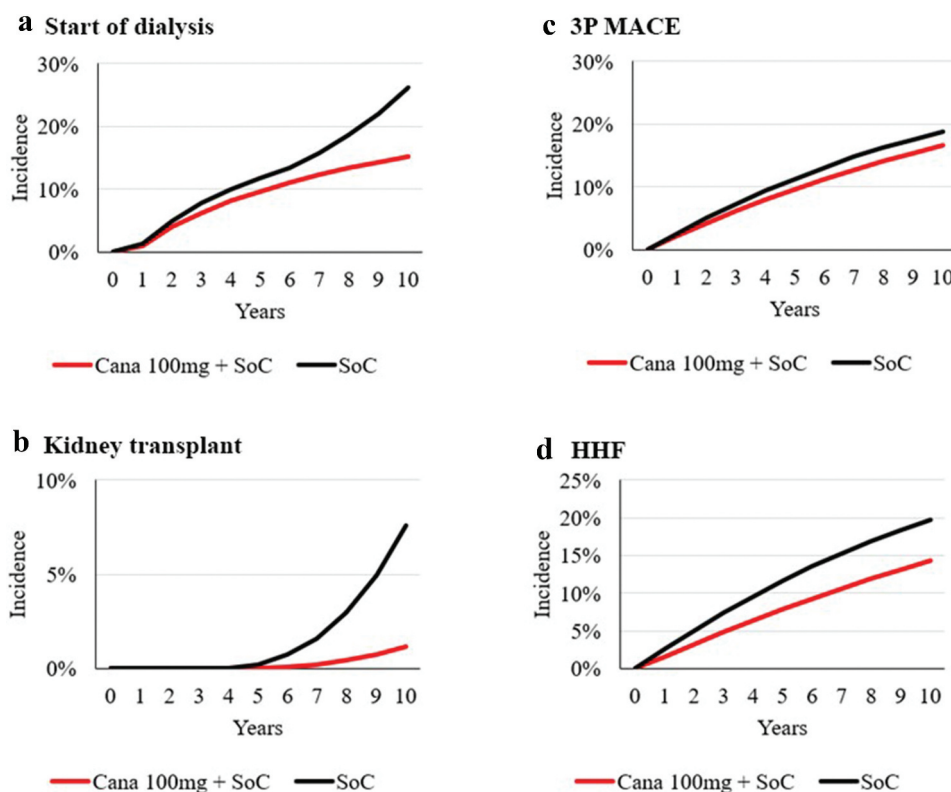 a Start of dialysis
30%
20%
10%
0%
Incidence
0 1 2 3 4 5 6 7 8 9 10
Years
Cana 100mg + SoC SoC
c 3P MACE
30%
20%
10%
0%
Incidence
0 1 2 3 4 5 6 7 8 9 10
Years
Cana 100mg + SoC SoC
b Kidney transplant
10%
5%
0%
Incidence
0 1 2 3 4 5 6 7 8 9 10
Years
Cana 100mg + SoC SoC
d HHF
25%
20%
15%
10%
5%
0%
Incidence
0 1 2 3 4 5 6 7 8 9 10
Years
Cana 100mg + SoC SoC